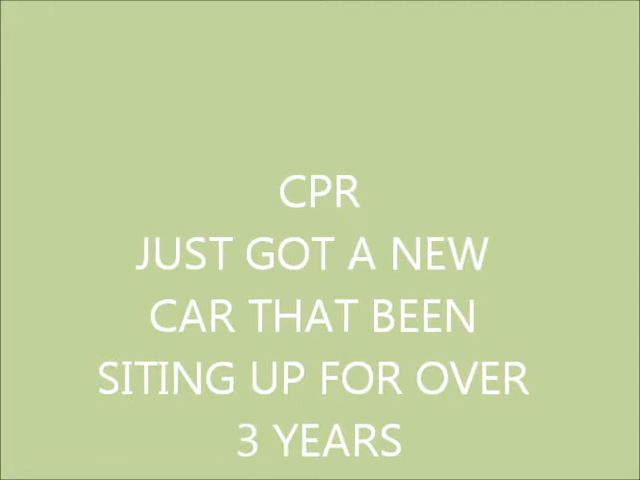 CPR
JUST GOT A NEW
CAR THAT BEEN
SITING UP FOR OVER
3 YEARS